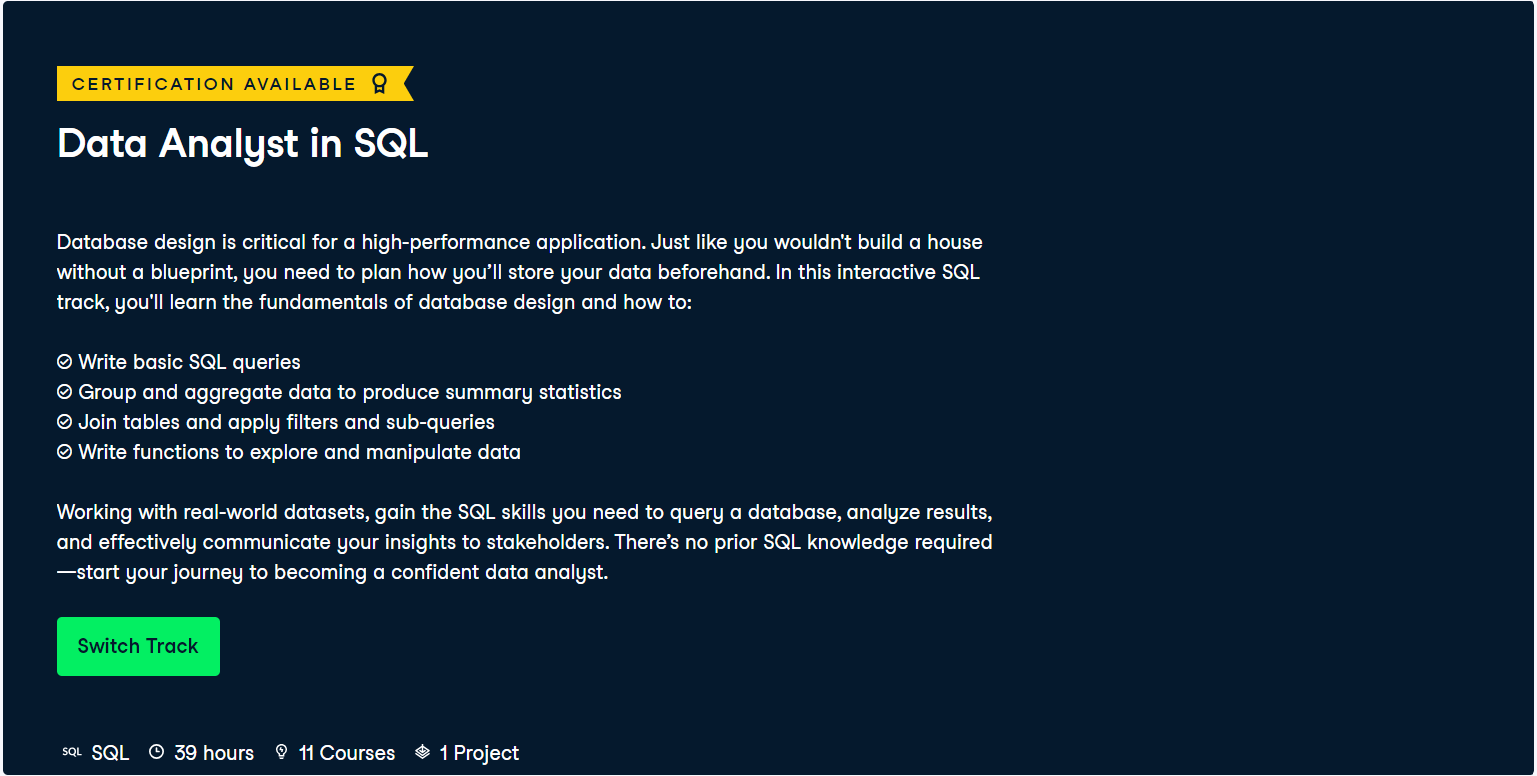 CERTIFICATION AVAILABLE
Data Analyst in SQL
Database design is critical for a high-performance application. Just like you wouldn't build a house
without a blueprint, you need to plan how you’ll store your data beforehand. In this interactive SQL
track, you'll learn the fundamentals of database design and how to:
Write basic SQL queries
Group and aggregate data to produce summary statistics
Join tables and apply filters and sub-queries
Write functions to explore and manipulate data
Working with real-world datasets, gain the SQL skills you need to query a database, analyze results,
and effectively communicate your insights to stakeholders. There’s no prior SQL knowledge required
—start your journey to becoming a confident data analyst.
Switch Track
SQL SQL 39 hours 11 Courses 1 Project